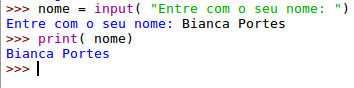 >>> nome = input( "Entre com o seu nome: ")
Entre com o seu nome: Bianca Portes
>>> print( nome)
Bianca Portes
>>>